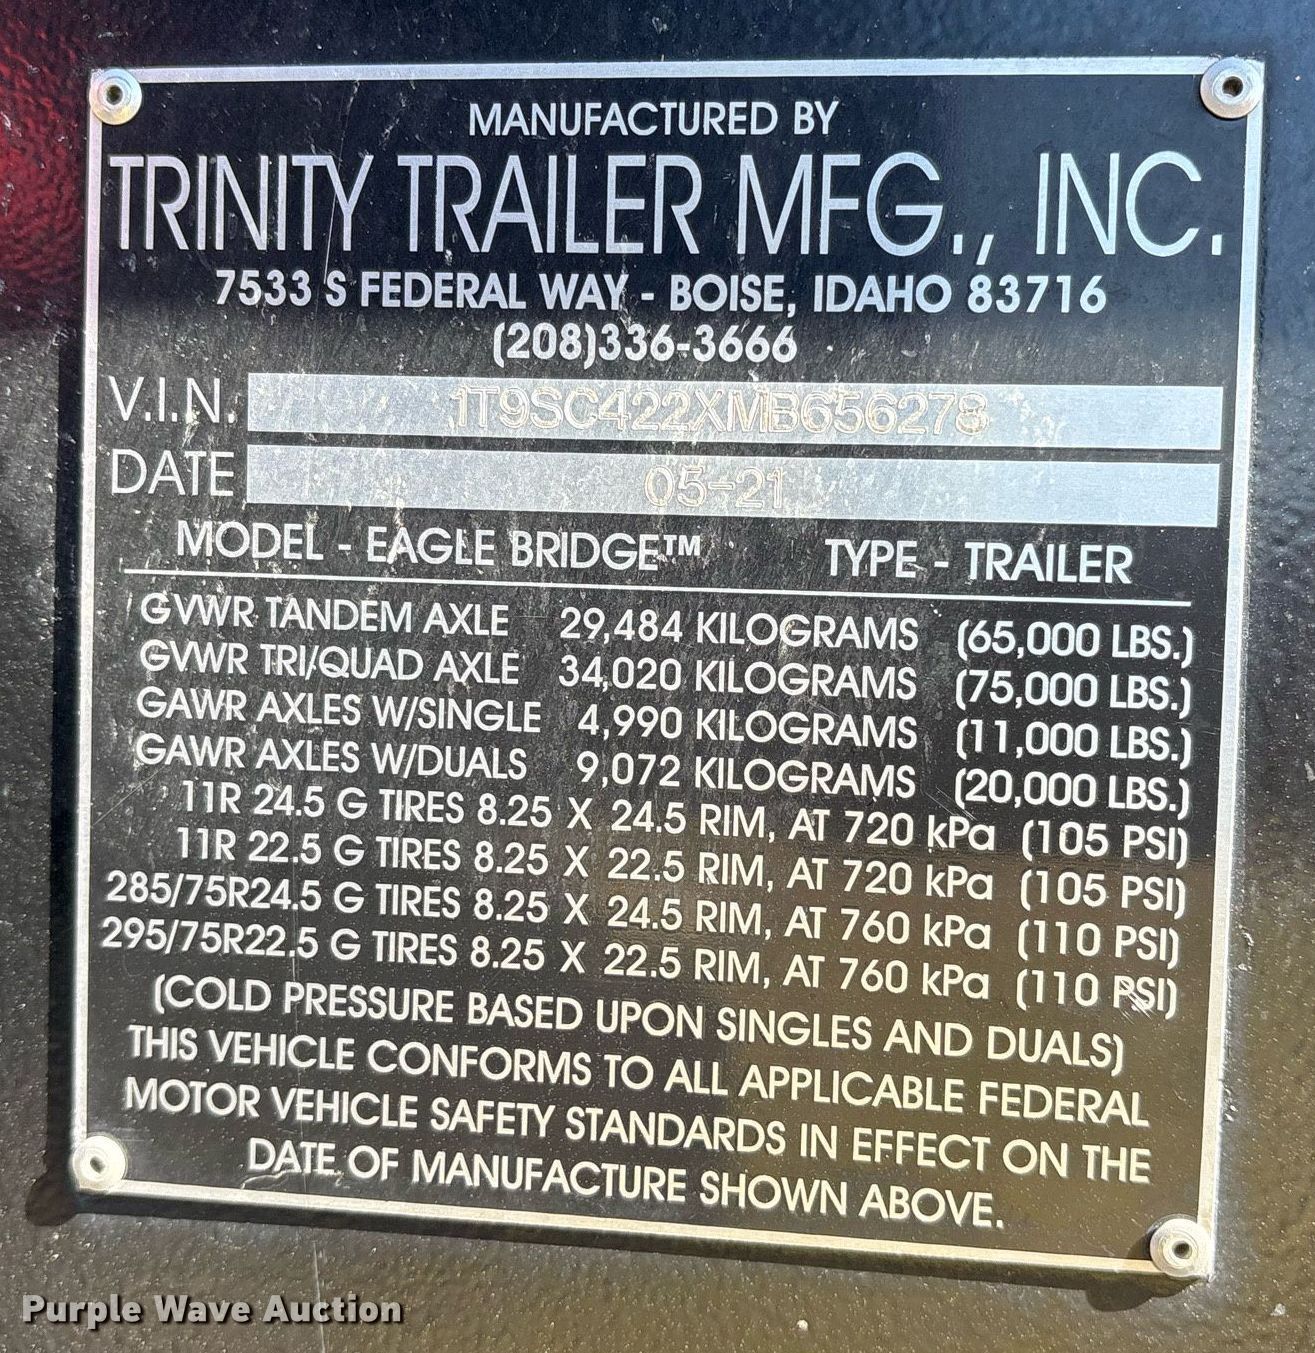 MANUFACTURED BY
TRINITY TRAILER MFG., INC.
7533 S FEDERAL WAY - BOISE, IDAHO 83716
(208)336-3666
V.I.N. 1T9SC422XMB656278
DATE 05-21
MODEL - EAGLE BRIDGE™ TYPE - TRAILER
GVWR TANDEM AXLE 29,484 KILOGRAMS (65,000 LBS.)
GVWR TRI/QUAD AXLE 34,020 KILOGRAMS (75,000 LBS.)
GAWR AXLES W/SINGLE 4,990 KILOGRAMS (11,000 LBS.)
GAWR AXLES W/DUALS 9,072 KILOGRAMS (20,000 LBS.)
11R 24.5 G TIRES 8.25 X 24.5 RIM, AT 720 kPa (105 PSI)
11R 22.5 G TIRES 8.25 X 22.5 RIM, AT 720 kPa (105 PSI)
285/75R24.5 G TIRES 8.25 X 24.5 RIM, AT 760 kPa (110 PSI)
295/75R22.5 G TIRES 8.25 X 22.5 RIM, AT 760 kPa (110 PSI)
(COLD PRESSURE BASED UPON SINGLES AND DUALS)
THIS VEHICLE CONFORMS TO ALL APPLICABLE FEDERAL
MOTOR VEHICLE SAFETY STANDARDS IN EFFECT ON THE
DATE OF MANUFACTURE SHOWN ABOVE.
Purple Wave Auction